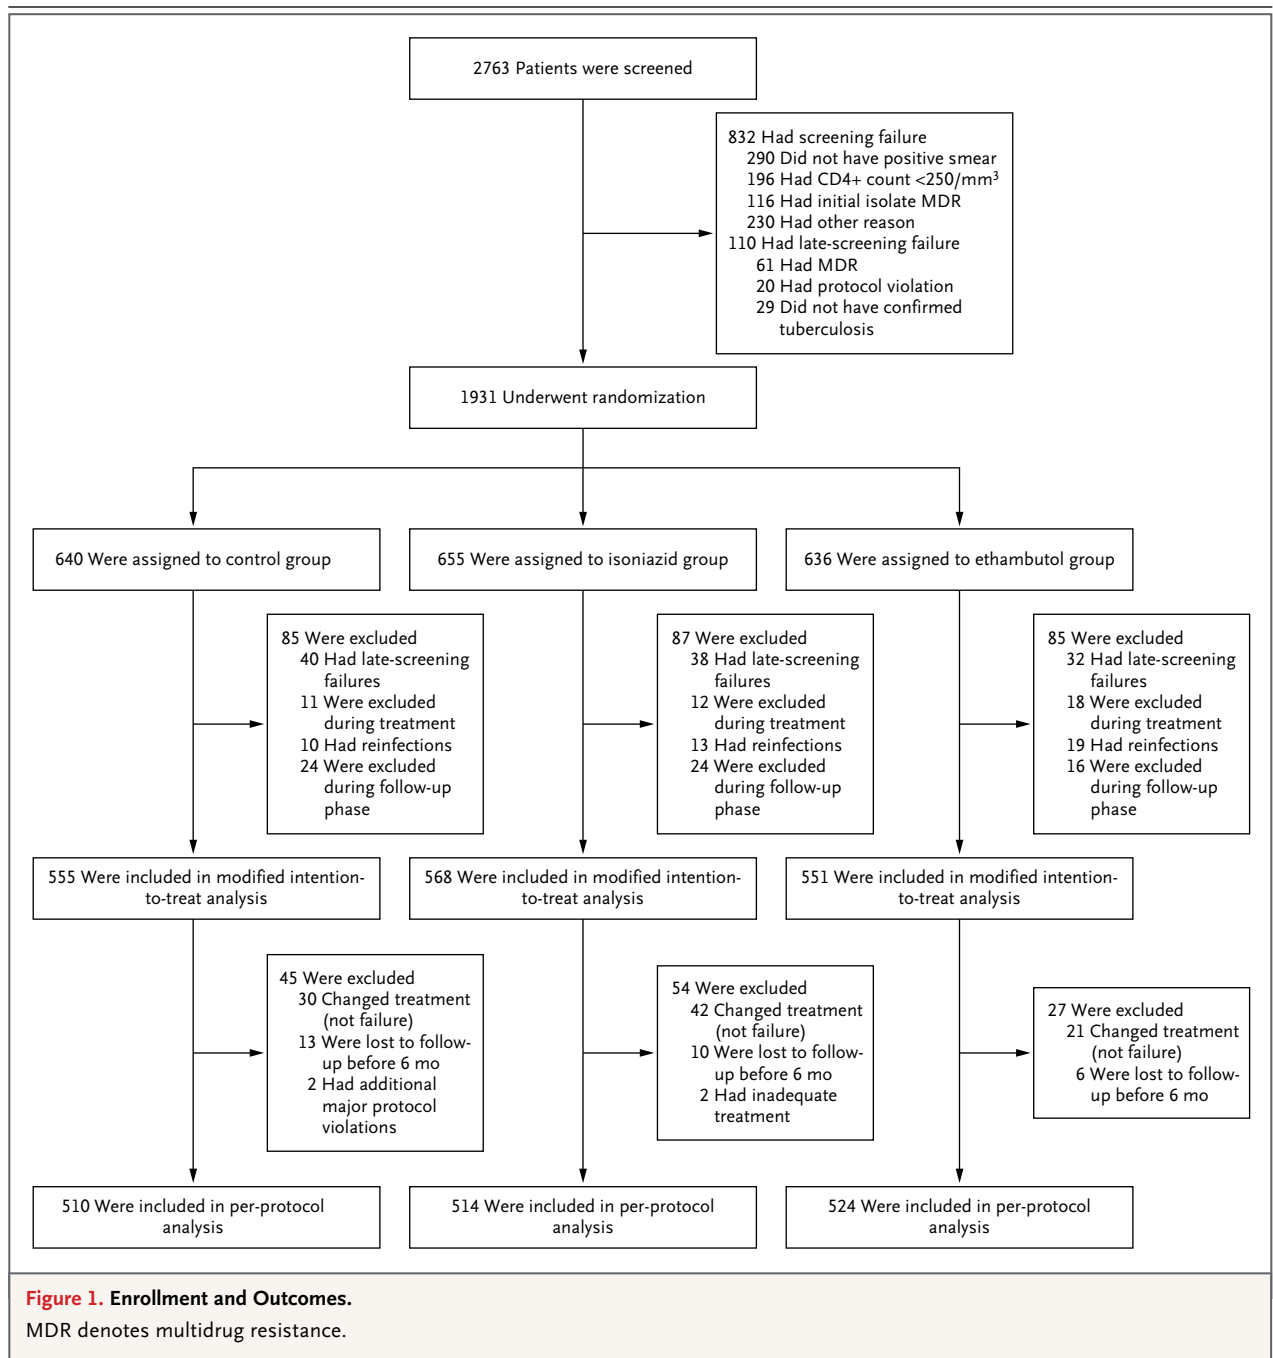 2763 Patients were screened
832 Had screening failure
290 Did not have positive smear
196 Had CD4+ count <250/mm³
116 Had initial isolate MDR
230 Had other reason
110 Had late-screening failure
61 Had MDR
20 Had protocol violation
29 Did not have confirmed
tuberculosis
1931 Underwent randomization
640 Were assigned to control group
655 Were assigned to isoniazid group
636 Were assigned to ethambutol group
85 Were excluded
40 Had late-screening
failures
11 Were excluded
during treatment
10 Had reinfections
24 Were excluded
during follow-up
phase
87 Were excluded
38 Had late-screening
failures
12 Were excluded
during treatment
13 Had reinfections
24 Were excluded
during follow-up
phase
85 Were excluded
32 Had late-screening
failures
18 Were excluded
during treatment
19 Had reinfections
16 Were excluded
during follow-up
phase
555 Were included in modified intention-
to-treat analysis
568 Were included in modified intention-
to-treat analysis
551 Were included in modified intention-
to-treat analysis
45 Were excluded
30 Changed treatment
(not failure)
13 Were lost to follow-
up before 6 mo
2 Had additional
major protocol
violations
54 Were excluded
42 Changed treatment
(not failure)
10 Were lost to follow-
up before 6 mo
2 Had inadequate
treatment
27 Were excluded
21 Changed treatment
(not failure)
6 Were lost to follow-
up before 6 mo
510 Were included in per-protocol
analysis
514 Were included in per-protocol
analysis
524 Were included in per-protocol
analysis
Figure 1. Enrollment and Outcomes.
MDR denotes multidrug resistance.